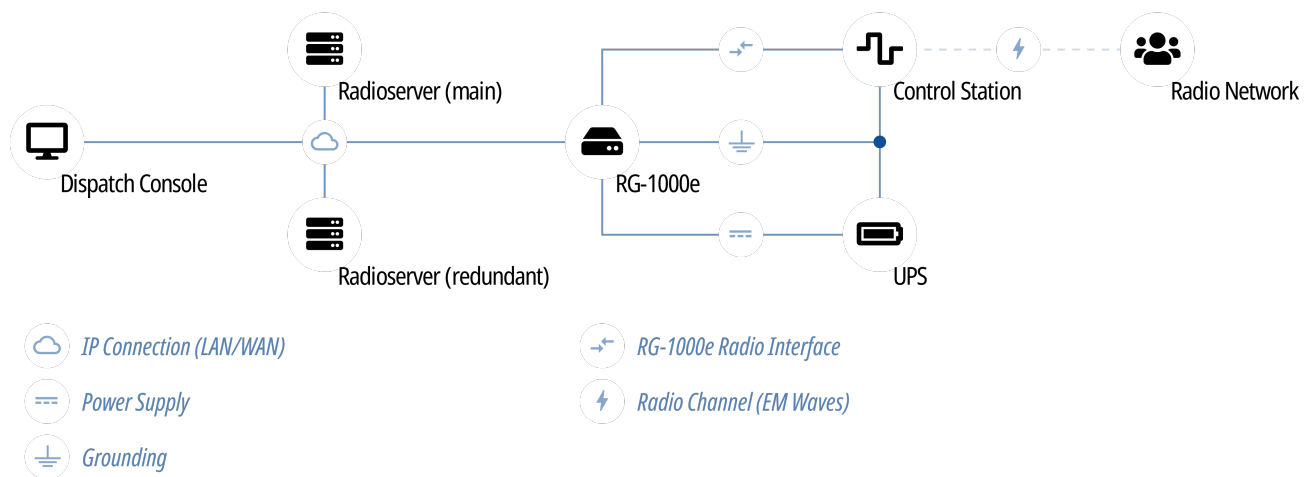 Radioserver (main)
Control Station
Radio Network
Dispatch Console
RG-1000e
Radioserver (redundant)
UPS
IP Connection (LAN/WAN)
RG-1000e Radio Interface
Power Supply
Radio Channel (EM Waves)
Grounding